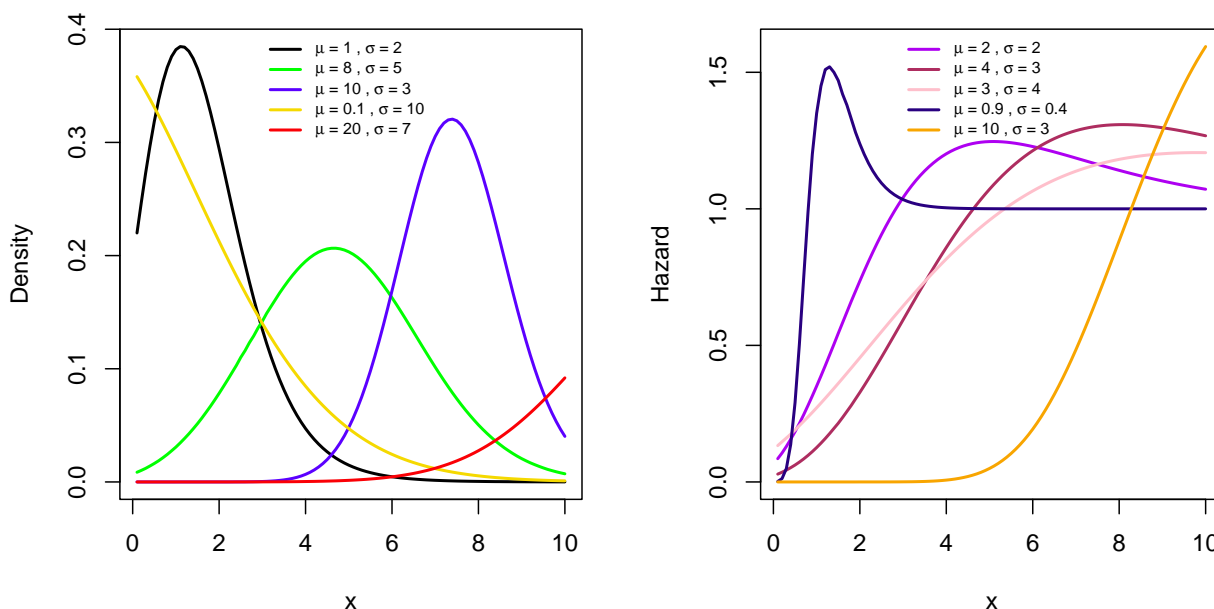 Density
0.0
0.1
0.2
0.3
0.4
μ = 1 , σ = 2
μ = 8 , σ = 5
μ = 10 , σ = 3
μ = 0.1 , σ = 10
μ = 20 , σ = 7
0 2 4 6 8 10
x
Hazard
0.0
0.5
1.0
1.5
μ = 2 , σ = 2
μ = 4 , σ = 3
μ = 3 , σ = 4
μ = 0.9 , σ = 0.4
μ = 10 , σ = 3
0 2 4 6 8 10
x